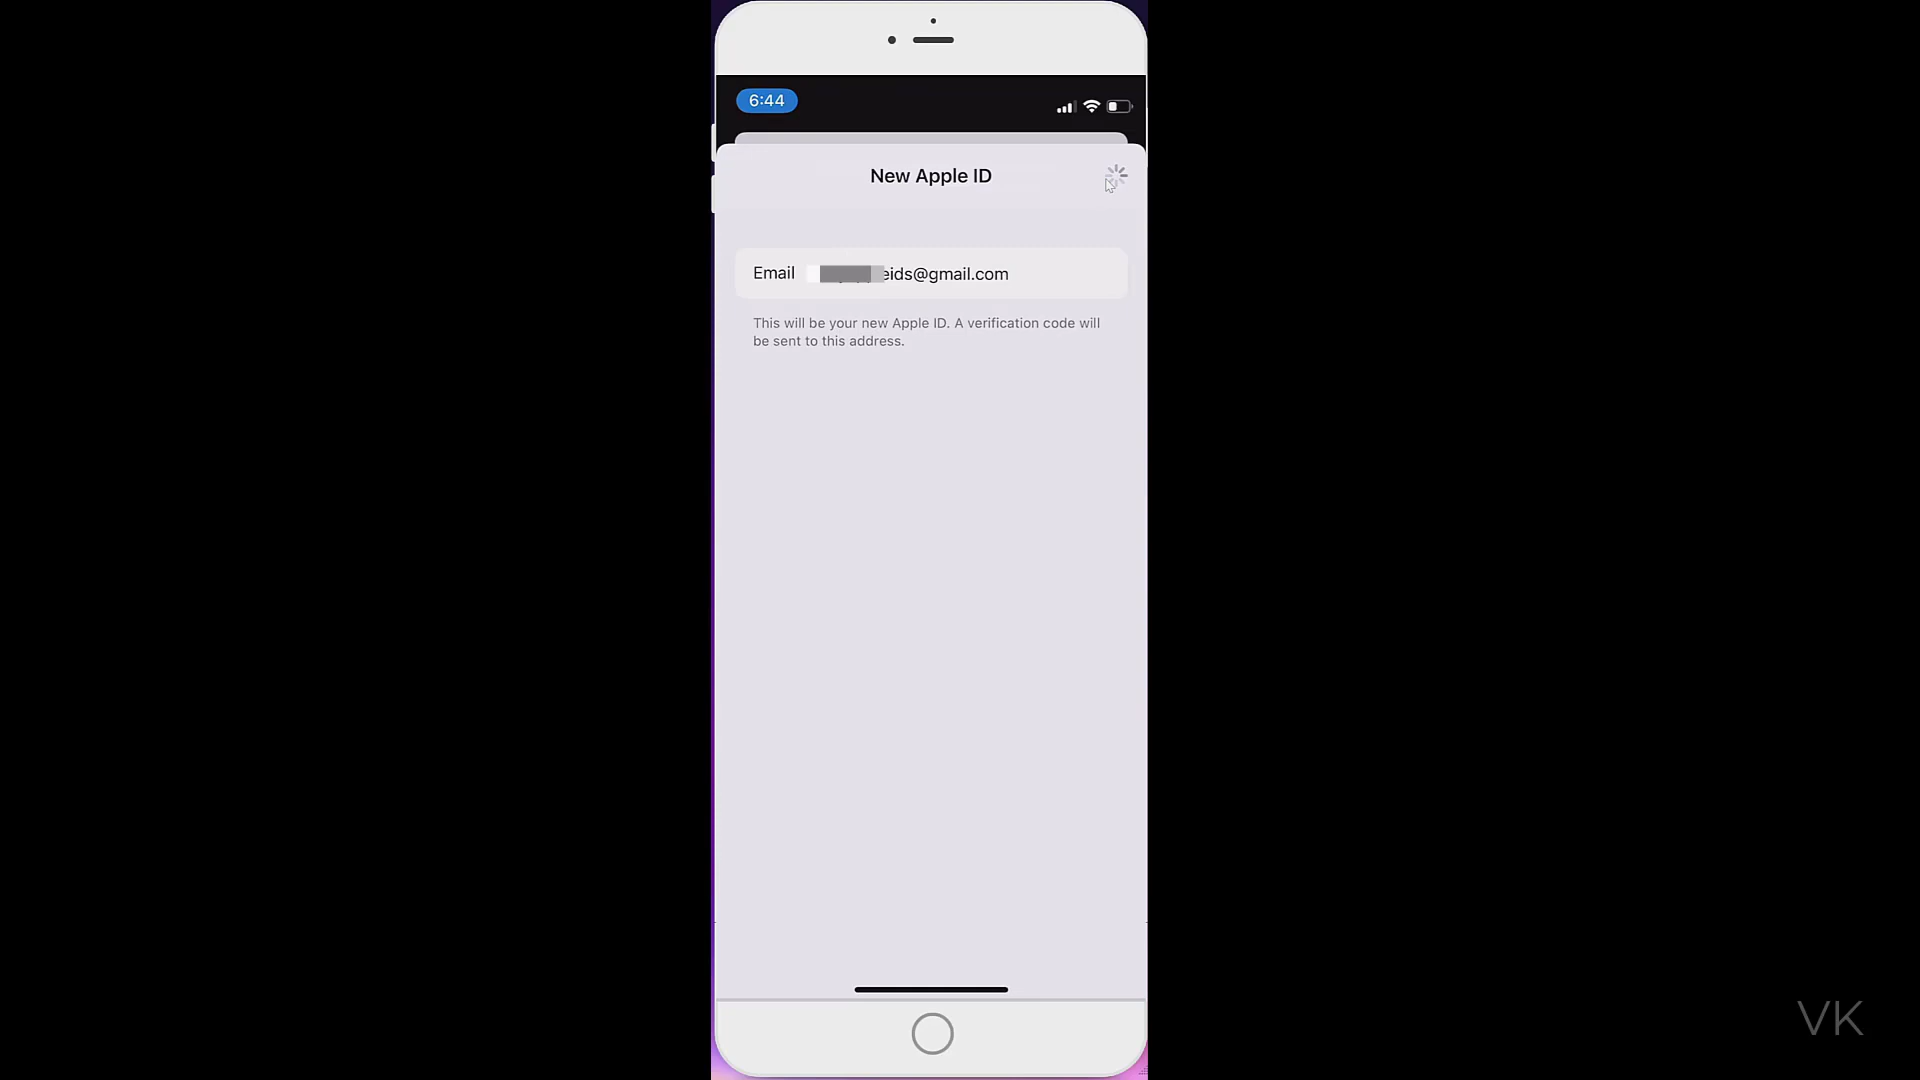 6:44
New Apple ID
Email eids@gmail.com
This will be your new Apple ID. A verification code will
be sent to this address.
VK